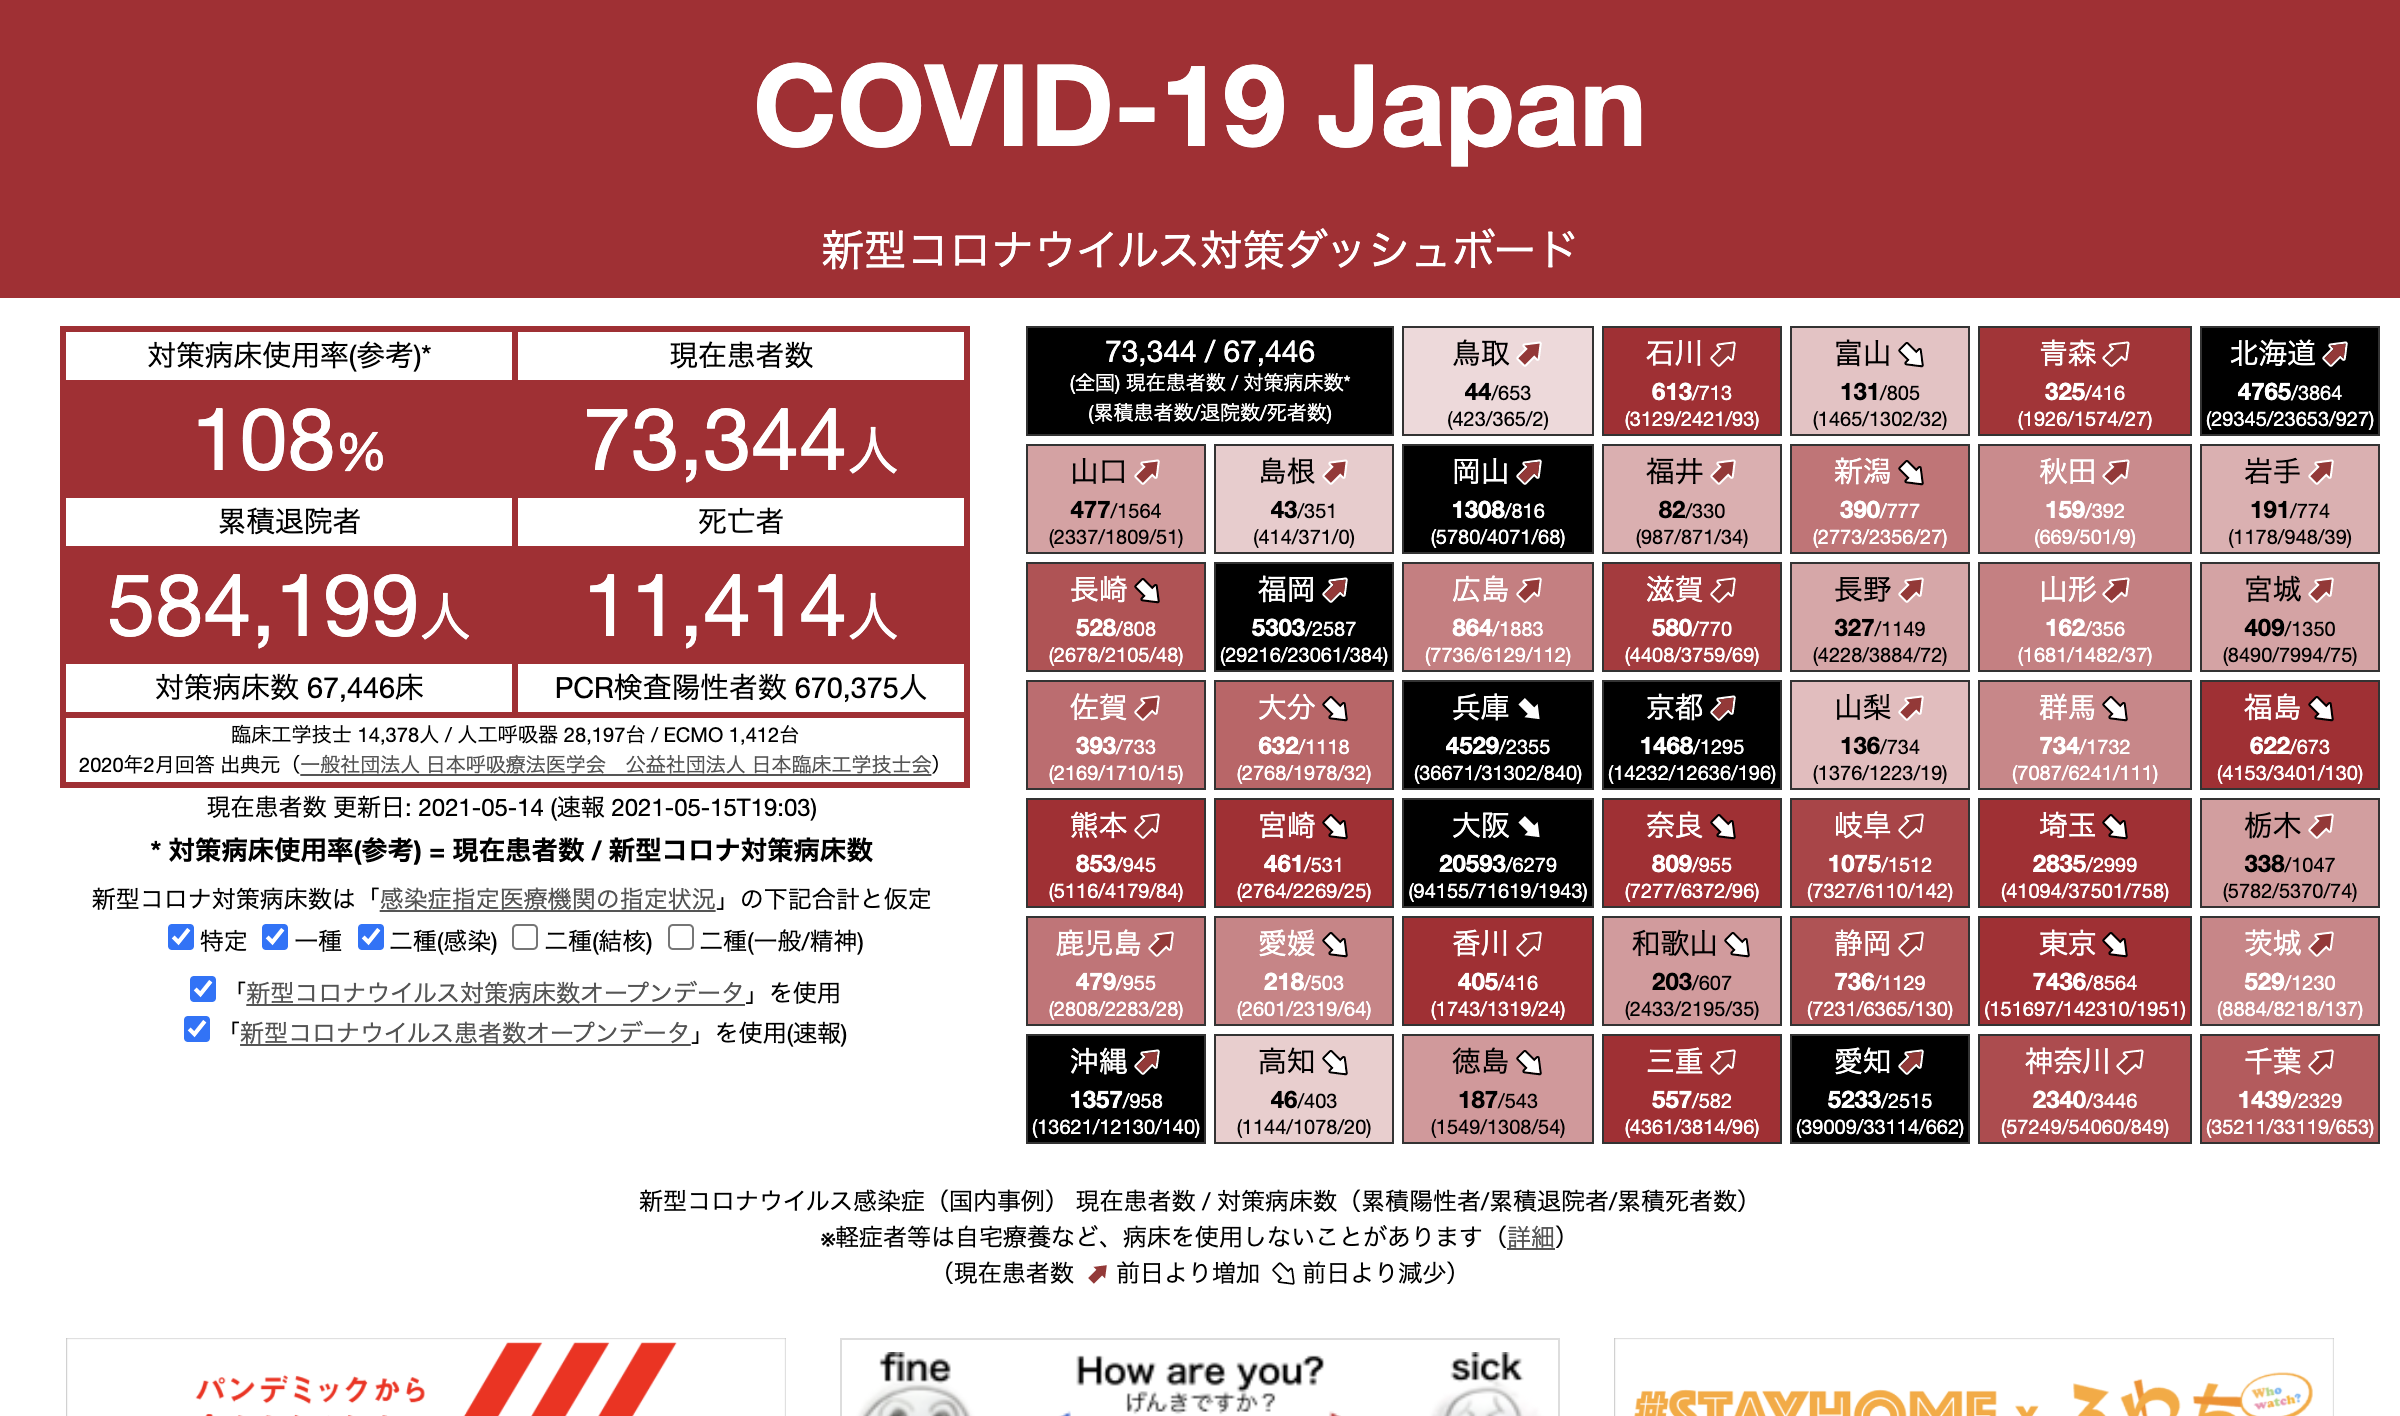 COVID-19 Japan
新型コロナウイルス対策ダッシュボード
対策病床使用率(参考)*
現在患者数
108%
73,344人
累積退院者
死亡者
584,199人
11,414人
対策病床数 67,446床
PCR検査陽性者数 670,375人
臨床工学技士 14,378人 / 人工呼吸器 28,197台 / ECMO 1,412台
2020年2月回答 出典元（一般社団法人 日本呼吸療法医学会　公益社団法人 日本臨床工学技士会）
現在患者数 更新日: 2021-05-14 (速報 2021-05-15T19:03)
* 対策病床使用率(参考) = 現在患者数 / 新型コロナ対策病床数
新型コロナ対策病床数は「感染症指定医療機関の指定状況」の下記合計と仮定
特定 一種 二種(感染) 二種(結核) 二種(一般/精神)
「新型コロナウイルス対策病床数オープンデータ」を使用
「新型コロナウイルス患者数オープンデータ」を使用(速報)
73,344 / 67,446
(全国) 現在患者数 / 対策病床数*
(累積患者数/退院数/死者数)
鳥取
44/653
(423/365/2)
石川
613/713
(3129/2421/93)
富山
131/805
(1465/1302/32)
青森
325/416
(1926/1574/27)
北海道
4765/3864
(29345/23653/927)
山口
477/1564
(2337/1809/51)
島根
43/351
(414/371/0)
岡山
1308/816
(5780/4071/68)
福井
82/330
(987/871/34)
新潟
390/777
(2773/2356/27)
秋田
159/392
(669/501/9)
岩手
191/774
(1178/948/39)
長崎
528/808
(2678/2105/48)
福岡
5303/2587
(29216/23061/384)
広島
864/1883
(7736/6129/112)
滋賀
580/770
(4408/3759/69)
長野
327/1149
(4228/3884/72)
山形
162/356
(1681/1482/37)
宮城
409/1350
(8490/7994/75)
佐賀
393/733
(2169/1710/15)
大分
632/1118
(2768/1978/32)
兵庫
4529/2355
(36671/31302/840)
京都
1468/1295
(14232/12636/196)
山梨
136/734
(1376/1223/19)
群馬
734/1732
(7087/6241/111)
福島
622/673
(4153/3401/130)
熊本
853/945
(5116/4179/84)
宮崎
461/531
(2764/2269/25)
大阪
20593/6279
(94155/71619/1943)
奈良
809/955
(7277/6372/96)
岐阜
1075/1512
(7327/6110/142)
埼玉
2835/2999
(41094/37501/758)
栃木
338/1047
(5782/5370/74)
鹿児島
479/955
(2808/2283/28)
愛媛
218/503
(2601/2319/64)
香川
405/416
(1743/1319/24)
和歌山
203/607
(2433/2195/35)
静岡
736/1129
(7231/6365/130)
東京
7436/8564
(151697/142310/1951)
茨城
529/1230
(8884/8218/137)
沖縄
1357/958
(13621/12130/140)
高知
46/403
(1144/1078/20)
徳島
187/543
(1549/1308/54)
三重
557/582
(4361/3814/96)
愛知
5233/2515
(39009/33114/662)
神奈川
2340/3446
(57249/54060/849)
千葉
1439/2329
(35211/33119/653)
新型コロナウイルス感染症（国内事例） 現在患者数 / 対策病床数（累積陽性者/累積退院者/累積死者数）
※軽症者等は自宅療養など、病床を使用しないことがあります（詳細）
（現在患者数 前日より増加 前日より減少）
パンデミックから
fine
How are you?
げんきですか?
sick
#STAYHOME x ふわっち
Who watch?